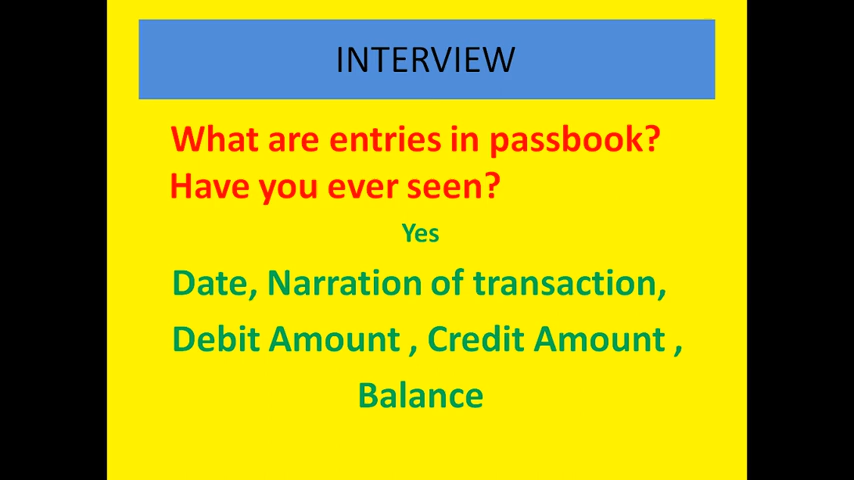 INTERVIEW
What are entries in passbook?
Have you ever seen?
Yes
Date, Narration of transaction,
Debit Amount , Credit Amount ,
Balance